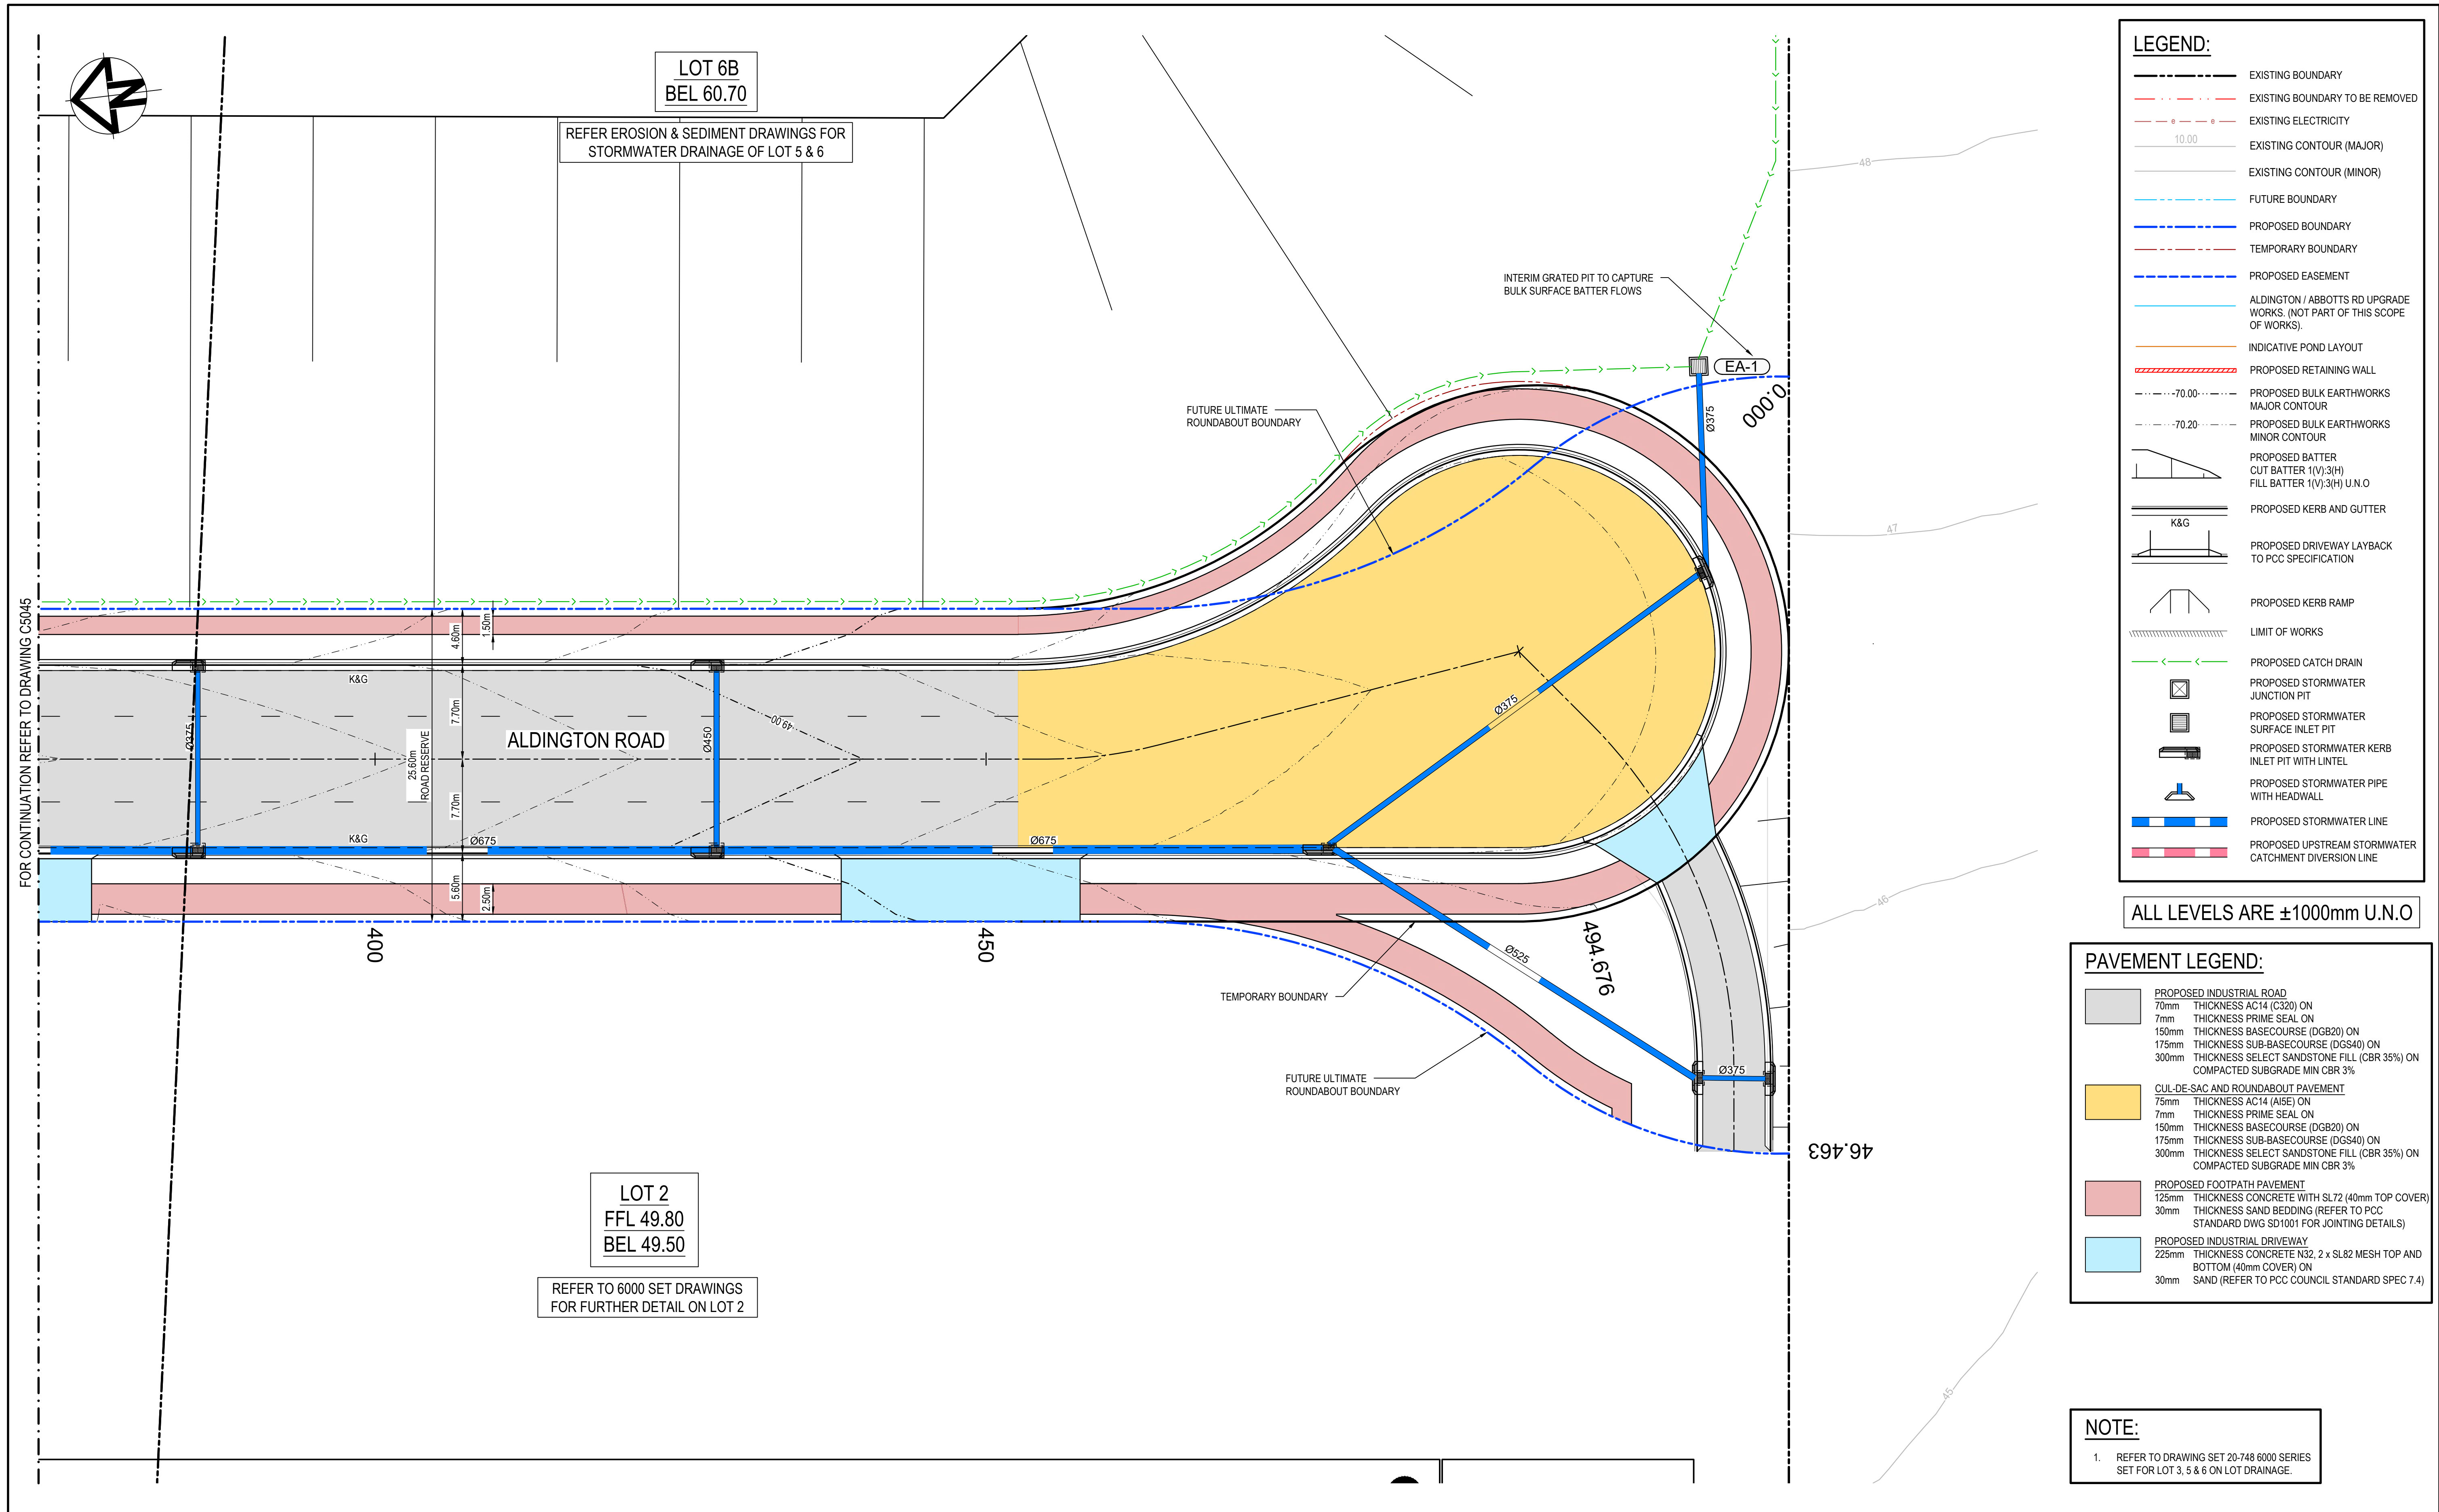 N
LOT 6B
BEL 60.70
REFER EROSION & SEDIMENT DRAWINGS FOR
STORMWATER DRAINAGE OF LOT 5 & 6
FOR CONTINUATION REFER TO DRAWING C5045
48
47
46
45
INTERIM GRATED PIT TO CAPTURE
BULK SURFACE BATTER FLOWS
EA-1
0.000
Ø375
FUTURE ULTIMATE
ROUNDABOUT BOUNDARY
4.60m
1.50m
K&G
Ø375
7.70m
25.60m
ROAD RESERVE
ALDINGTON ROAD
Ø450
49.00
Ø375
7.70m
K&G
Ø675
Ø675
5.60m
2.50m
400
450
494.676
Ø525
TEMPORARY BOUNDARY
FUTURE ULTIMATE
ROUNDABOUT BOUNDARY
Ø375
46.463
LOT 2
FFL 49.80
BEL 49.50
REFER TO 6000 SET DRAWINGS
FOR FURTHER DETAIL ON LOT 2
LEGEND:
EXISTING BOUNDARY
EXISTING BOUNDARY TO BE REMOVED
e e
EXISTING ELECTRICITY
10.00
EXISTING CONTOUR (MAJOR)
EXISTING CONTOUR (MINOR)
FUTURE BOUNDARY
PROPOSED BOUNDARY
TEMPORARY BOUNDARY
PROPOSED EASEMENT
ALDINGTON / ABBOTTS RD UPGRADE
WORKS. (NOT PART OF THIS SCOPE
OF WORKS).
INDICATIVE POND LAYOUT
PROPOSED RETAINING WALL
70.00
PROPOSED BULK EARTHWORKS
MAJOR CONTOUR
70.20
PROPOSED BULK EARTHWORKS
MINOR CONTOUR
PROPOSED BATTER
CUT BATTER 1(V):3(H)
FILL BATTER 1(V):3(H) U.N.O
PROPOSED KERB AND GUTTER
K&G
PROPOSED DRIVEWAY LAYBACK
TO PCC SPECIFICATION
PROPOSED KERB RAMP
LIMIT OF WORKS
PROPOSED CATCH DRAIN
PROPOSED STORMWATER
JUNCTION PIT
PROPOSED STORMWATER
SURFACE INLET PIT
PROPOSED STORMWATER KERB
INLET PIT WITH LINTEL
PROPOSED STORMWATER PIPE
WITH HEADWALL
PROPOSED STORMWATER LINE
PROPOSED UPSTREAM STORMWATER
CATCHMENT DIVERSION LINE
ALL LEVELS ARE ±1000mm U.N.O
PAVEMENT LEGEND:
PROPOSED INDUSTRIAL ROAD
70mm THICKNESS AC14 (C320) ON
7mm THICKNESS PRIME SEAL ON
150mm THICKNESS BASECOURSE (DGB20) ON
175mm THICKNESS SUB-BASECOURSE (DGS40) ON
300mm THICKNESS SELECT SANDSTONE FILL (CBR 35%) ON
COMPACTED SUBGRADE MIN CBR 3%
CUL-DE-SAC AND ROUNDABOUT PAVEMENT
75mm THICKNESS AC14 (AI5E) ON
7mm THICKNESS PRIME SEAL ON
150mm THICKNESS BASECOURSE (DGB20) ON
175mm THICKNESS SUB-BASECOURSE (DGS40) ON
300mm THICKNESS SELECT SANDSTONE FILL (CBR 35%) ON
COMPACTED SUBGRADE MIN CBR 3%
PROPOSED FOOTPATH PAVEMENT
125mm THICKNESS CONCRETE WITH SL72 (40mm TOP COVER)
30mm THICKNESS SAND BEDDING (REFER TO PCC
STANDARD DWG SD1001 FOR JOINTING DETAILS)
PROPOSED INDUSTRIAL DRIVEWAY
225mm THICKNESS CONCRETE N32, 2 x SL82 MESH TOP AND
BOTTOM (40mm COVER) ON
30mm SAND (REFER TO PCC COUNCIL STANDARD SPEC 7.4)
NOTE:
1. REFER TO DRAWING SET 20-748 6000 SERIES
SET FOR LOT 3, 5 & 6 ON LOT DRAINAGE.